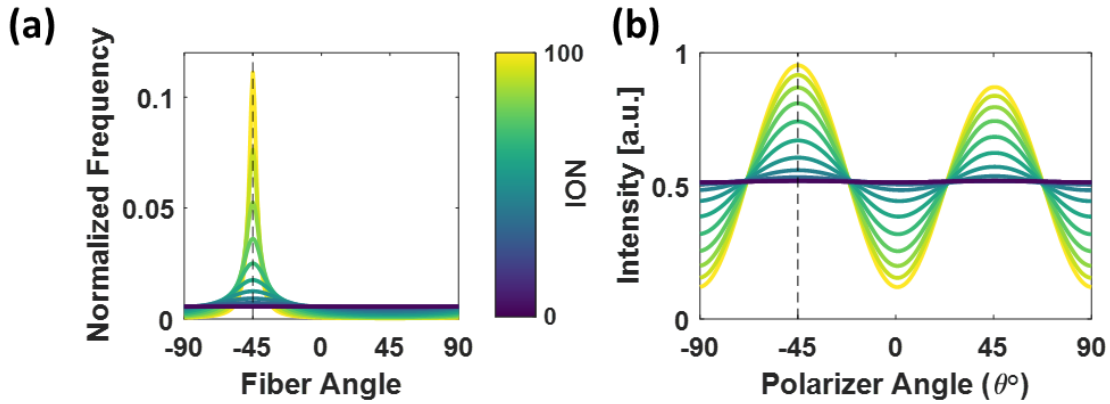 (a)
Normalized Frequency
0.1
0.05
0
-90 -45 0 45 90
Fiber Angle
100
0
ION
(b)
Intensity [a.u.]
1
0.5
0
-90 -45 0 45 90
Polarizer Angle (θ°)